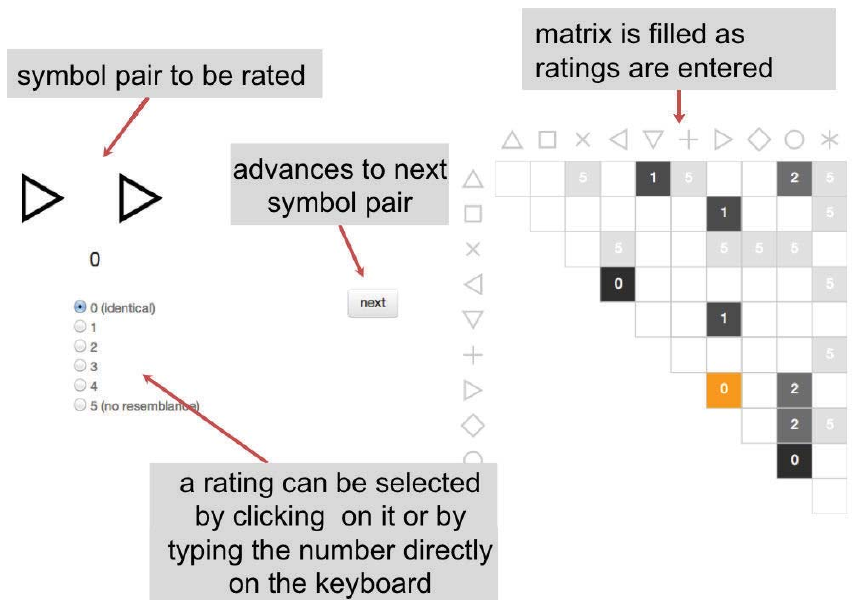 matrix is filled as
ratings are entered
symbol pair to be rated
advances to next
symbol pair
0
next
0 (identical)
1
2
3
4
5 (no resemblance)
a rating can be selected
by clicking on it or by
typing the number directly
on the keyboard
5 1 5 2 5
1 5
5 5 5 5
0 5
1
5
0 2
2 5
0